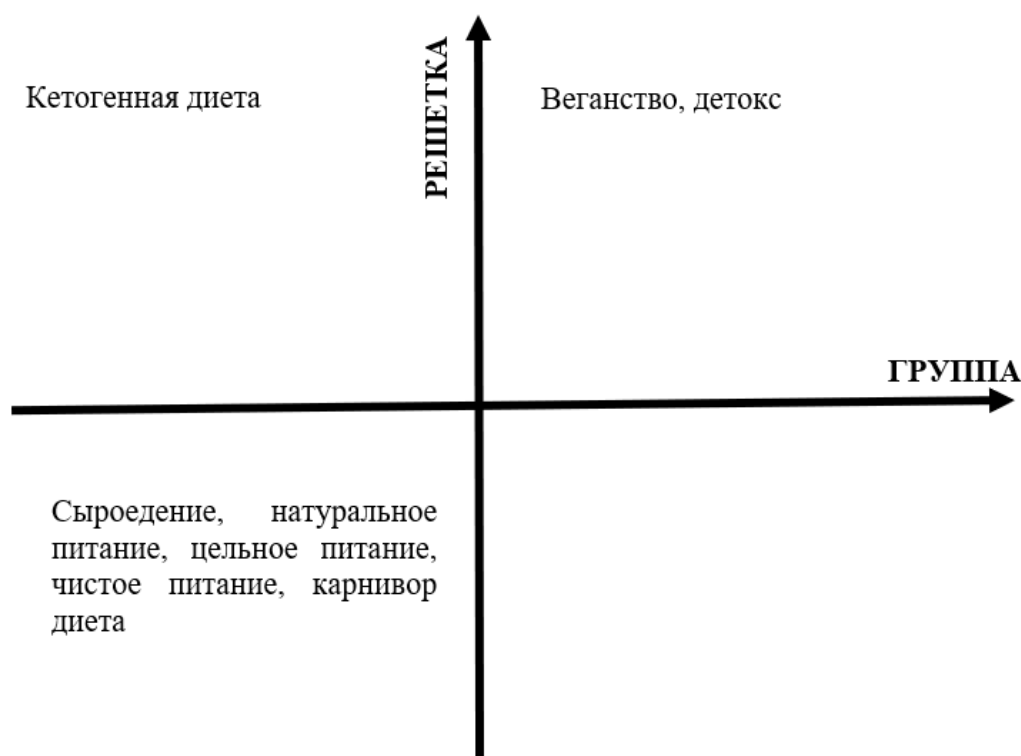 РЕШЕТКА
Кетогенная диета
Веганство, детокс
ГРУППА
Сыроедение, натуральное
питание, цельное питание,
чистое питание, карнивор
диета